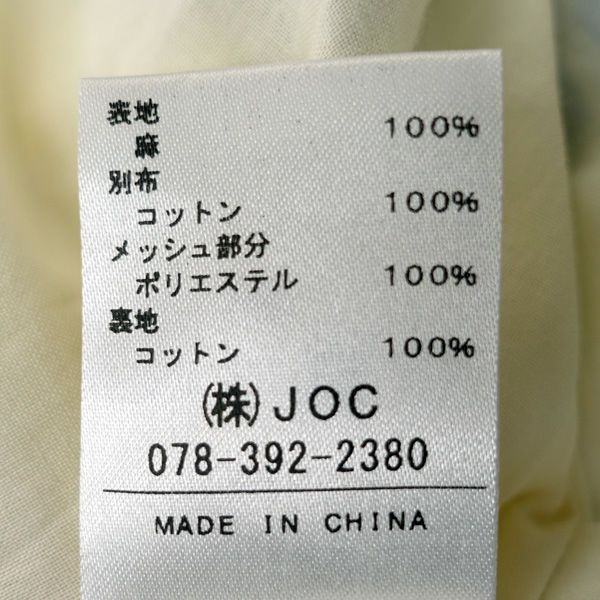 表地
麻 100%
別布
コットン 100%
メッシュ部分
ポリエステル 100%
裏地
コットン 100%
(株)JOC
078-392-2380
MADE IN CHINA